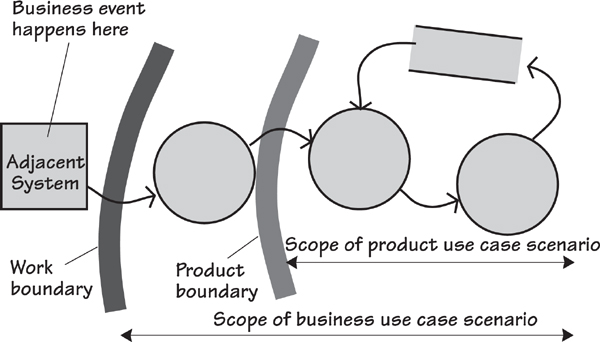 Business event
happens here
Adjacent
System
Work
boundary
Product
boundary
Scope of product use case scenario
Scope of business use case scenario